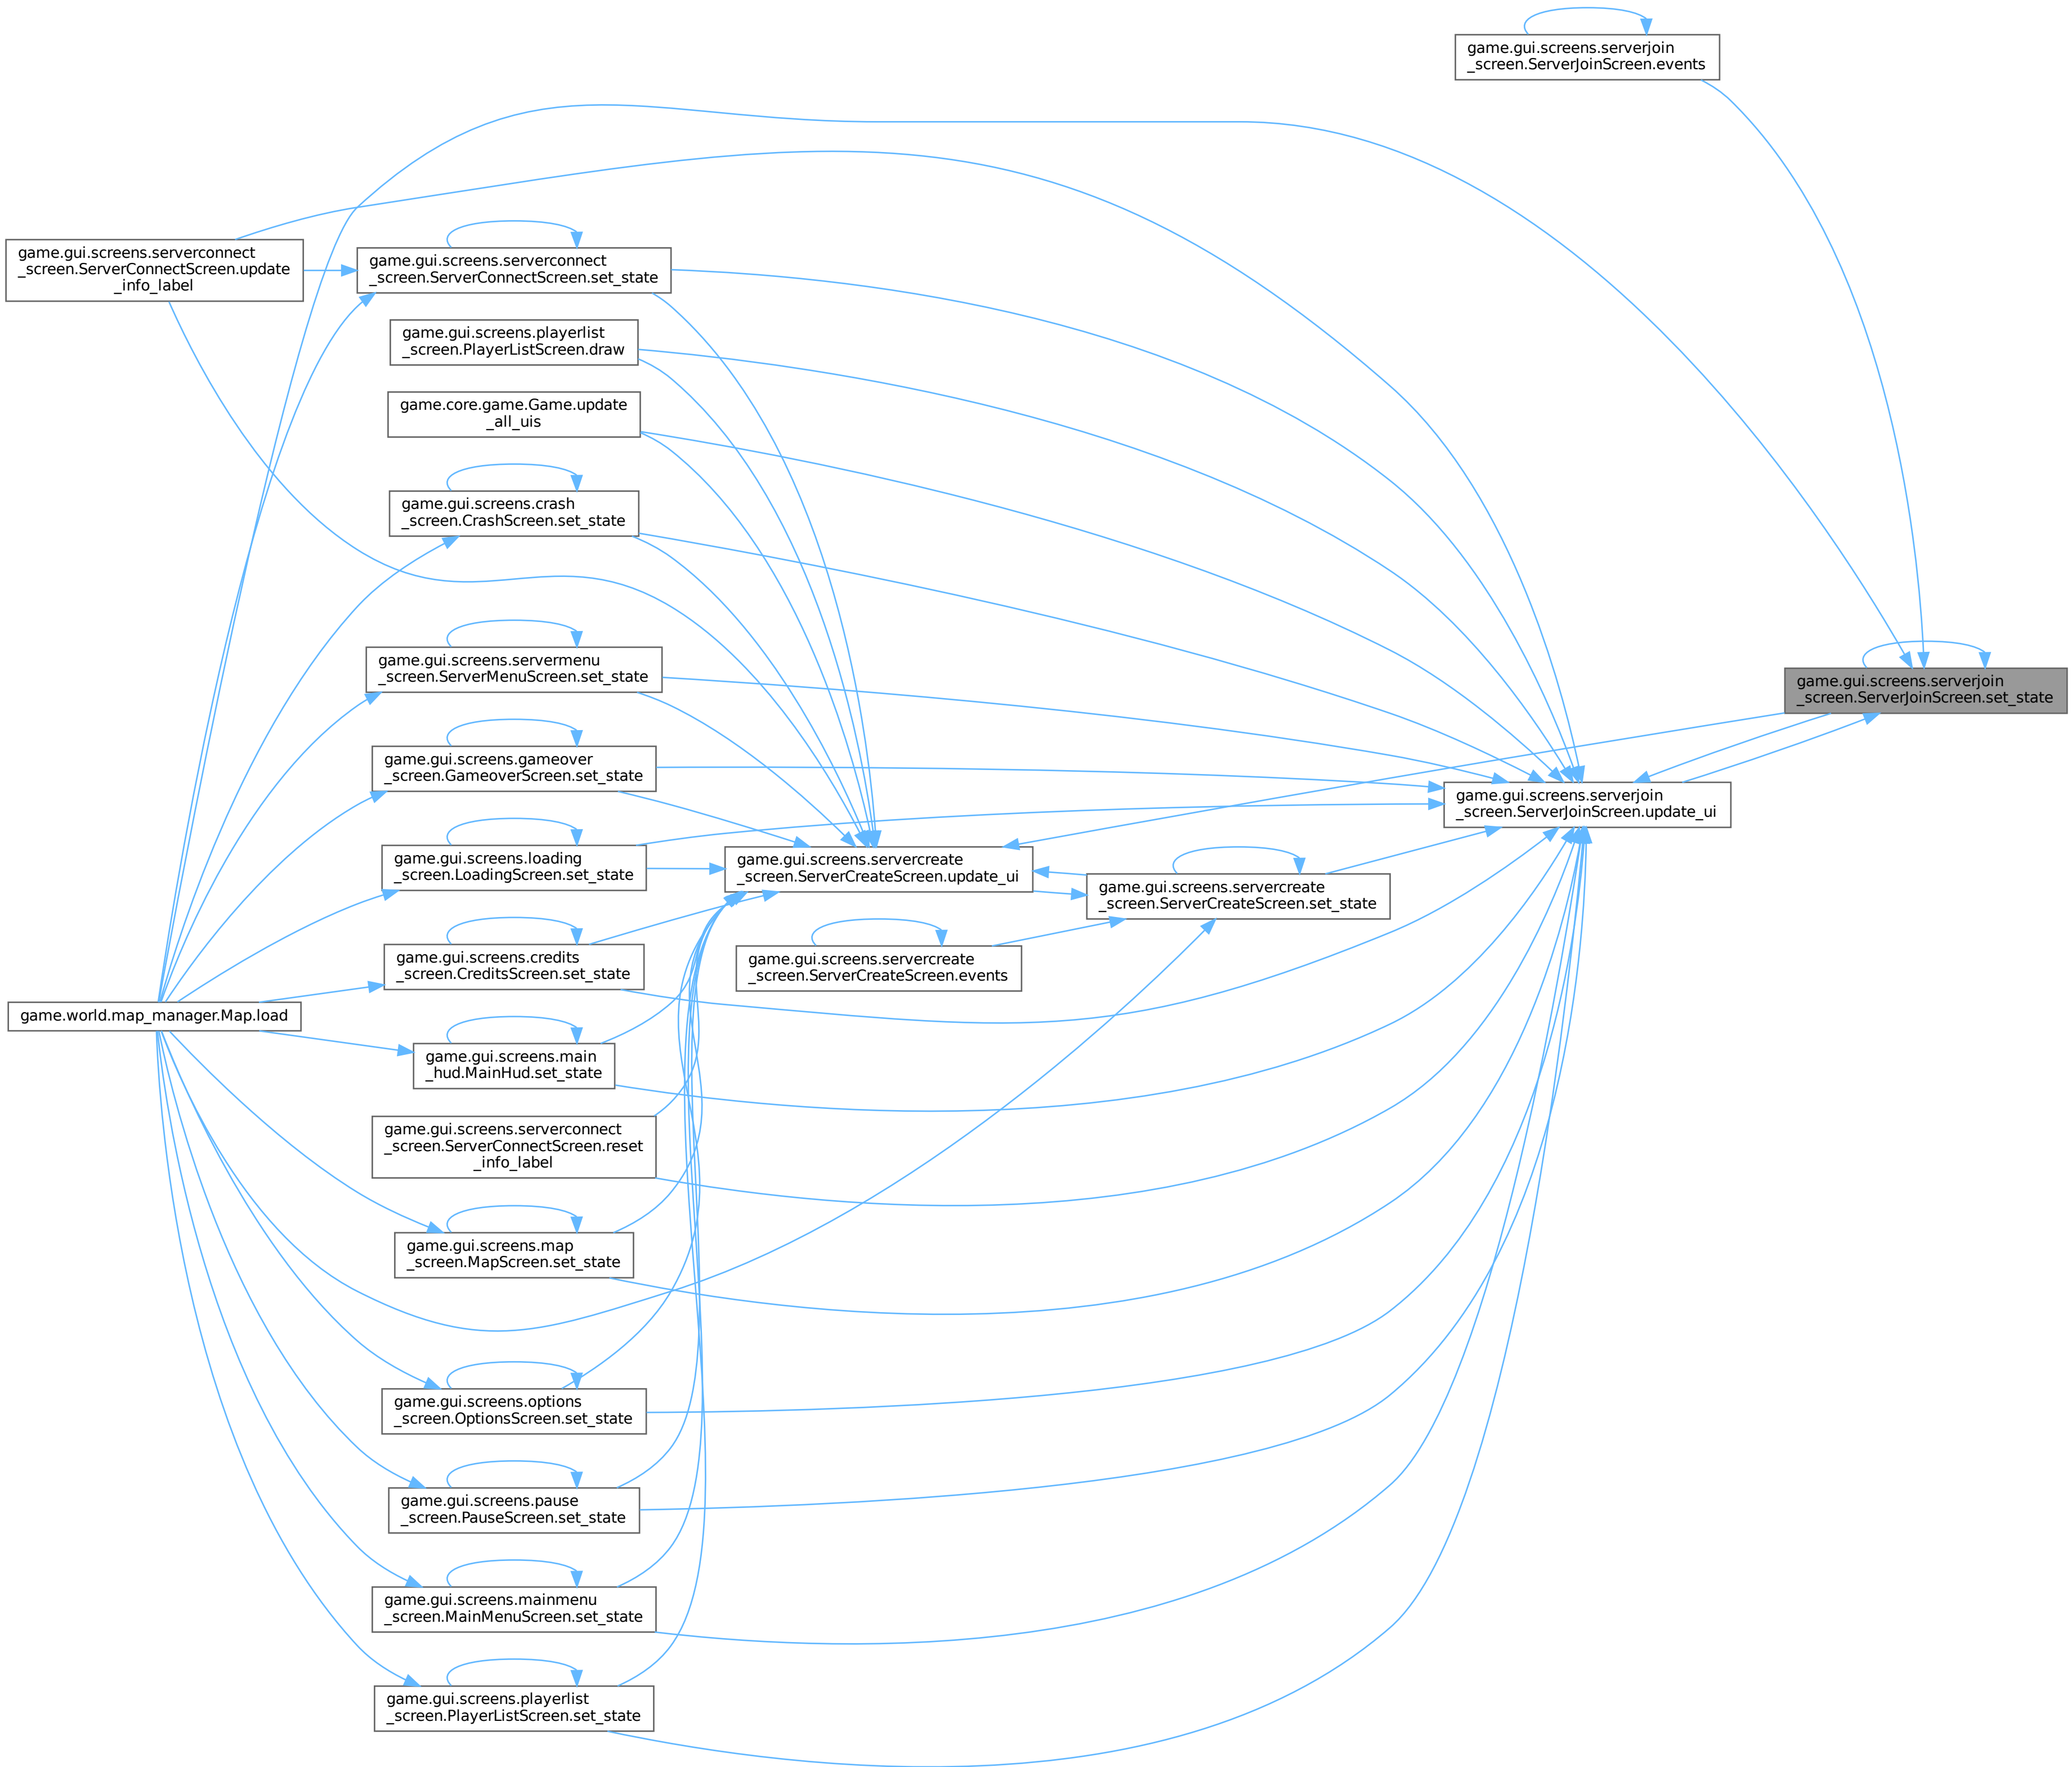 game.gui.screens.serverjoin
_screen.ServerJoinScreen.events
game.gui.screens.serverconnect
_screen.ServerConnectScreen.update
_info_label
game.gui.screens.serverconnect
_screen.ServerConnectScreen.set_state
game.gui.screens.playerlist
_screen.PlayerListScreen.draw
game.core.game.Game.update
_all_uis
game.gui.screens.crash
_screen.CrashScreen.set_state
game.gui.screens.servermenu
_screen.ServerMenuScreen.set_state
game.gui.screens.serverjoin
_screen.ServerJoinScreen.set_state
game.gui.screens.gameover
_screen.GameoverScreen.set_state
game.gui.screens.serverjoin
_screen.ServerJoinScreen.update_ui
game.gui.screens.loading
_screen.LoadingScreen.set_state
game.gui.screens.servercreate
_screen.ServerCreateScreen.update_ui
game.gui.screens.servercreate
_screen.ServerCreateScreen.set_state
game.gui.screens.credits
_screen.CreditsScreen.set_state
game.gui.screens.servercreate
_screen.ServerCreateScreen.events
game.world.map_manager.Map.load
game.gui.screens.main
_hud.MainHud.set_state
game.gui.screens.serverconnect
_screen.ServerConnectScreen.reset
_info_label
game.gui.screens.map
_screen.MapScreen.set_state
game.gui.screens.options
_screen.OptionsScreen.set_state
game.gui.screens.pause
_screen.PauseScreen.set_state
game.gui.screens.mainmenu
_screen.MainMenuScreen.set_state
game.gui.screens.playerlist
_screen.PlayerListScreen.set_state